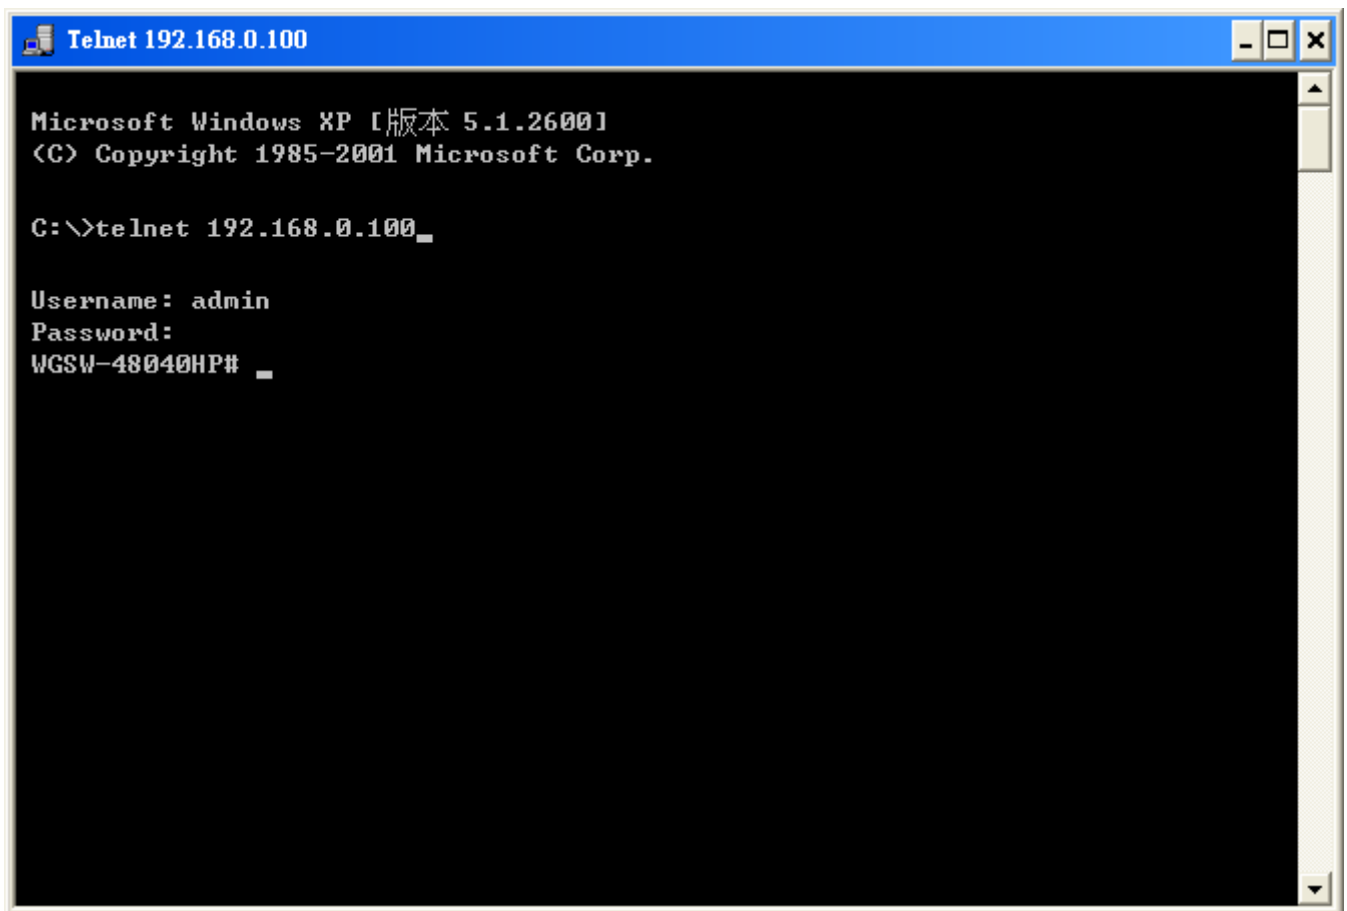 Telnet 192.168.0.100
Microsoft Windows XP [版本 5.1.2600]
(C) Copyright 1985-2001 Microsoft Corp.
C:\>telnet 192.168.0.100_
Username: admin
Password:
WGSW-48040HP# _